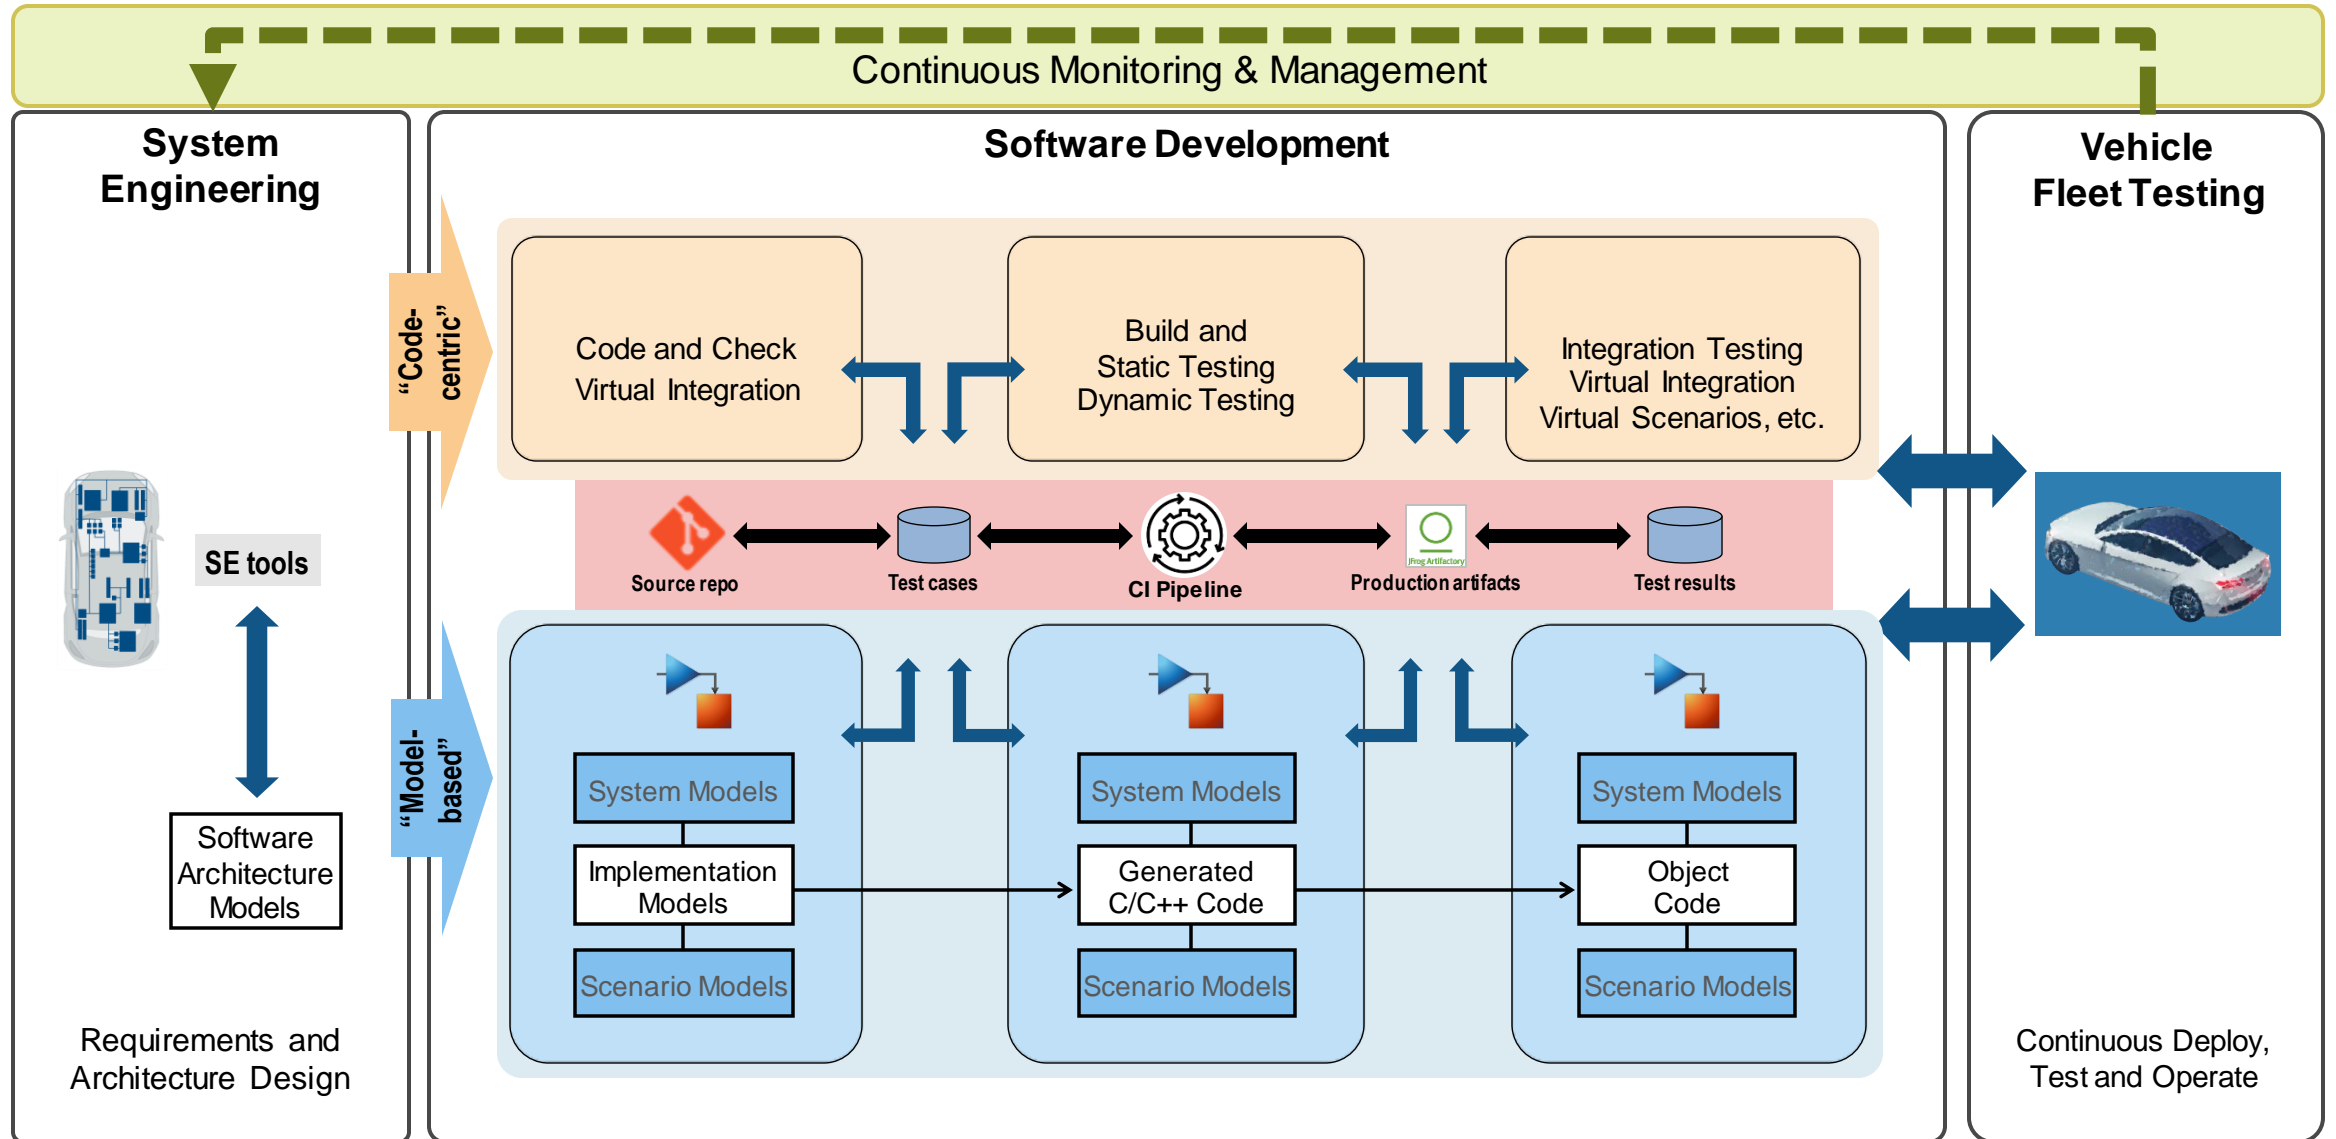 Continuous Monitoring & Management
System
Engineering
SE tools
Software
Architecture
Models
Requirements and
Architecture Design
Software Development
“Code-
centric”
Code and Check
Virtual Integration
Build and
Static Testing
Dynamic Testing
Integration Testing
Virtual Integration
Virtual Scenarios, etc.
Source repo
Test cases
CI Pipeline
JFrog Artifactory
Production artifacts
Test results
“Model-
based”
System Models
Implementation
Models
Scenario Models
System Models
Generated
C/C++ Code
Scenario Models
System Models
Object
Code
Scenario Models
Vehicle
Fleet Testing
Continuous Deploy,
Test and Operate